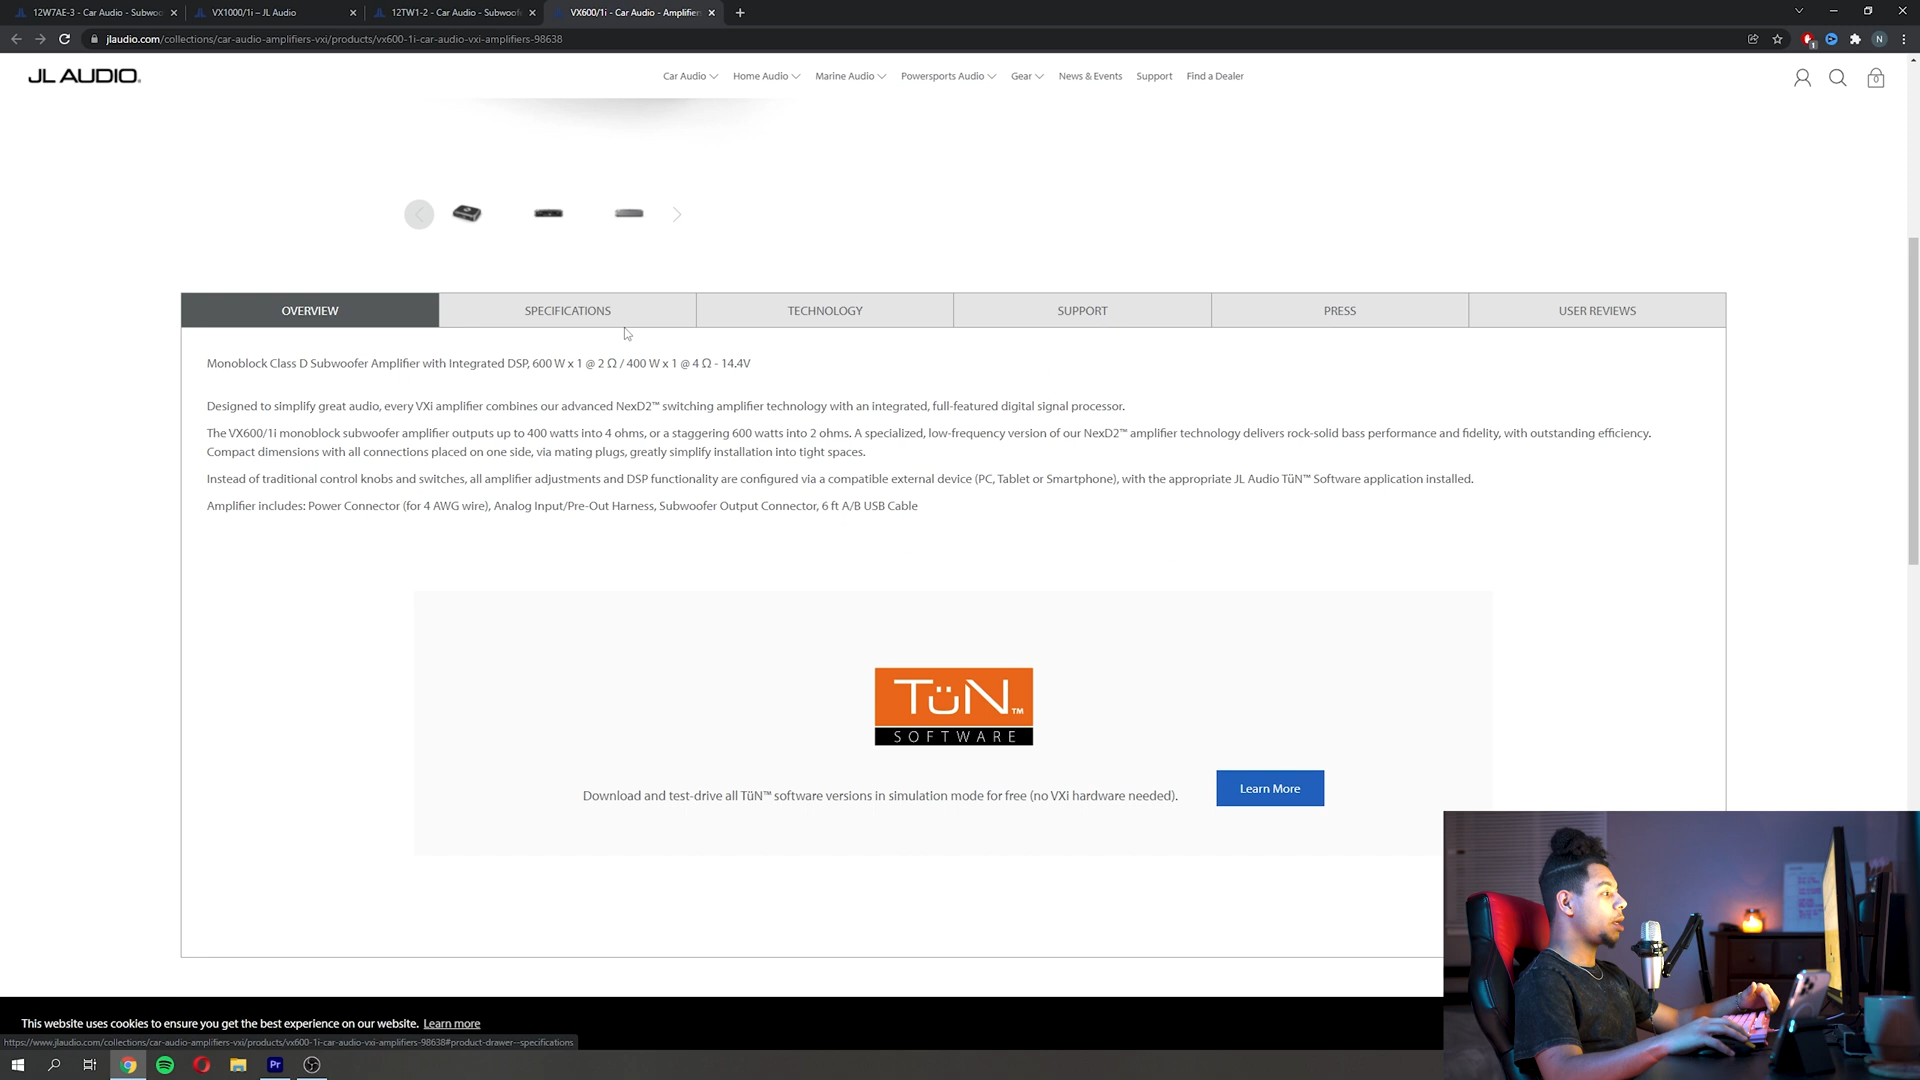 12W7AE-3 - Car Audio - Subwoo
VX1000/1i – JL Audio
12TW1-2 - Car Audio - Subwoofe
VX600/1i - Car Audio - Amplifier
jlaudio.com/collections/car-audio-amplifiers-vxi/products/vx600-1i-car-audio-vxi-amplifiers-98638
1
N
JL AUDIO.
Car Audio
Home Audio
Marine Audio
Powersports Audio
Gear
News & Events
Support
Find a Dealer
0
OVERVIEW
SPECIFICATIONS
TECHNOLOGY
SUPPORT
PRESS
USER REVIEWS
Monoblock Class D Subwoofer Amplifier with Integrated DSP, 600 W x 1 @ 2 Ω / 400 W x 1 @ 4 Ω - 14.4V
Designed to simplify great audio, every VXi amplifier combines our advanced NexD2™ switching amplifier technology with an integrated, full-featured digital signal processor.
The VX600/1i monoblock subwoofer amplifier outputs up to 400 watts into 4 ohms, or a staggering 600 watts into 2 ohms. A specialized, low-frequency version of our NexD2™ amplifier technology delivers rock-solid bass performance and fidelity, with outstanding efficiency.
Compact dimensions with all connections placed on one side, via mating plugs, greatly simplify installation into tight spaces.
Instead of traditional control knobs and switches, all amplifier adjustments and DSP functionality are configured via a compatible external device (PC, Tablet or Smartphone), with the appropriate JL Audio TüN™ Software application installed.
Amplifier includes: Power Connector (for 4 AWG wire), Analog Input/Pre-Out Harness, Subwoofer Output Connector, 6 ft A/B USB Cable
TüN™
SOFTWARE
Download and test-drive all TüN™ software versions in simulation mode for free (no VXi hardware needed).
Learn More
This website uses cookies to ensure you get the best experience on our website. Learn more
https://www.jlaudio.com/collections/car-audio-amplifiers-vxi/products/vx600-1i-car-audio-vxi-amplifiers-98638#product-drawer--specifications
Pr